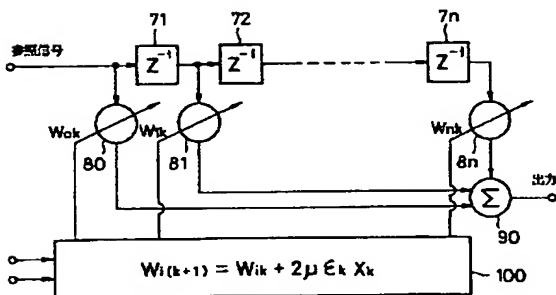 71 72 7n
参照信号
Z⁻¹ Z⁻¹ Z⁻¹
W₀ₖ W₁ₖ Wₙₖ
80 81 8n
Σ 出力
90
Wᵢ₍ₖ₊₁₎ = Wᵢₖ + 2μ εₖ Xₖ 100